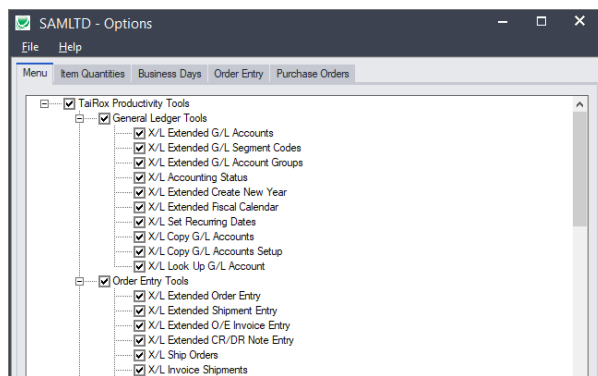 SAMLTD - Options
File Help
Menu Item Quantities Business Days Order Entry Purchase Orders
TaiRox Productivity Tools
General Ledger Tools
X/L Extended G/L Accounts
X/L Extended G/L Segment Codes
X/L Extended G/L Account Groups
X/L Accounting Status
X/L Extended Create New Year
X/L Extended Fiscal Calendar
X/L Set Recurring Dates
X/L Copy G/L Accounts
X/L Copy G/L Accounts Setup
X/L Look Up G/L Account
Order Entry Tools
X/L Extended Order Entry
X/L Extended Shipment Entry
X/L Extended O/E Invoice Entry
X/L Extended CR/DR Note Entry
X/L Ship Orders
X/L Invoice Shipments